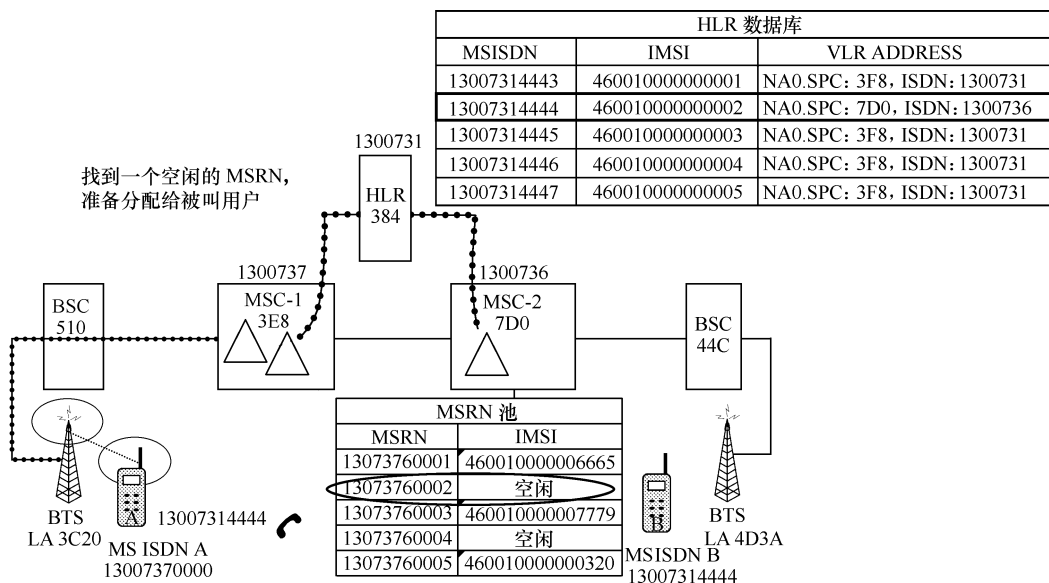 HLR 数据库
MSISDN IMSI VLR ADDRESS
13007314443 460010000000001 NA0.SPC: 3F8, ISDN: 1300731
13007314444 460010000000002 NA0.SPC: 7D0, ISDN: 1300736
13007314445 460010000000003 NA0.SPC: 3F8, ISDN: 1300731
13007314446 460010000000004 NA0.SPC: 3F8, ISDN: 1300731
13007314447 460010000000005 NA0.SPC: 3F8, ISDN: 1300731
找到一个空闲的 MSRN,
准备分配给被叫用户
1300731
HLR
384
1300737
MSC-1
3E8
1300736
MSC-2
7D0
BSC
510
BSC
44C
MSRN 池
MSRN IMSI
13073760001 460010000006665
13073760002 空闲
13073760003 460010000007779
13073760004 空闲
13073760005 460010000000320
BTS
LA 3C20
A
13007314444
MS ISDN A
13007370000
B
MSISDN B
13007314444
BTS
LA 4D3A